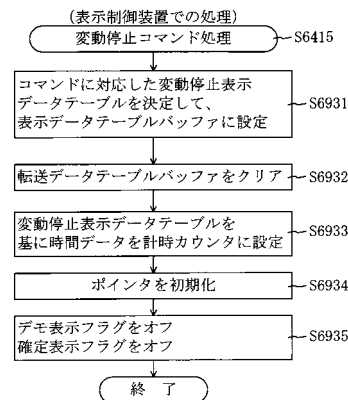 (表示制御装置での処理)
変動停止コマンド処理
S6415
コマンドに対応した変動停止表示
データテーブルを決定して、
表示データテーブルバッファに設定
S6931
転送データテーブルバッファをクリア
S6932
変動停止表示データテーブルを
基に時間データを計時カウンタに設定
S6933
ポインタを初期化
S6934
デモ表示フラグをオフ
確定表示フラグをオフ
S6935
終 了